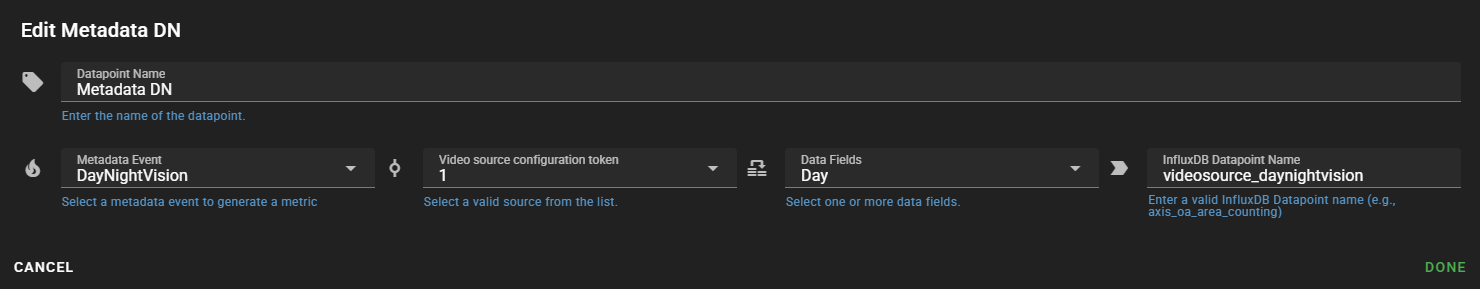 Edit Metadata DN
Datapoint Name
Metadata DN
Enter the name of the datapoint.
Metadata Event
DayNightVision
Select a metadata event to generate a metric
Video source configuration token
1
Select a valid source from the list.
Data Fields
Day
Select one or more data fields.
InfluxDB Datapoint Name
videosource_daynightvision
Enter a valid InfluxDB Datapoint name (e.g.,
axis_oa_area_counting)
CANCEL
DONE